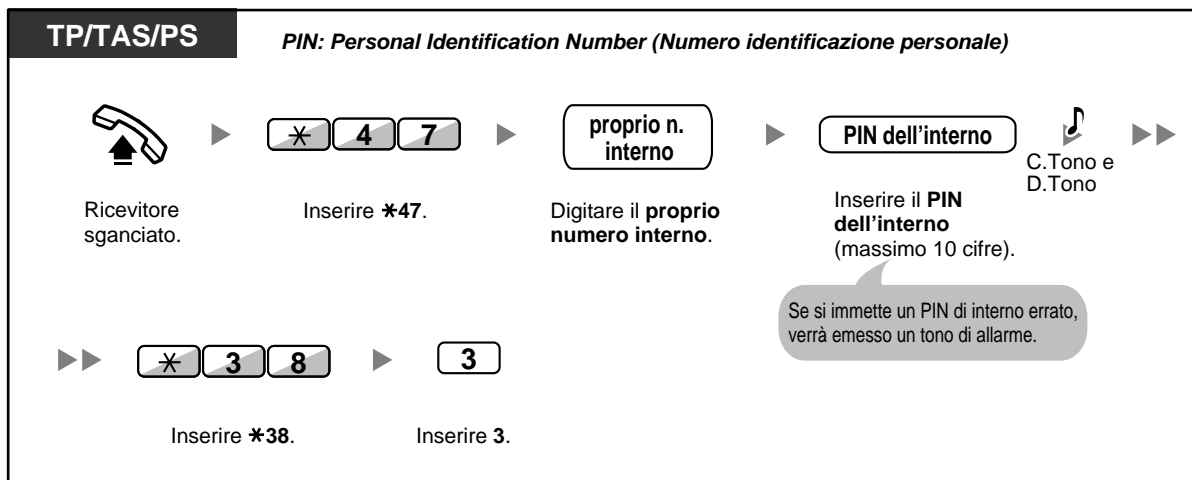 TP/TAS/PS
PIN: Personal Identification Number (Numero identificazione personale)
* 4 7
proprio n.
interno
PIN dell'interno
C.Tono e
D.Tono
Ricevitore
sganciato.
Inserire *47.
Digitare il proprio
numero interno.
Inserire il PIN
dell'interno
(massimo 10 cifre).
Se si immette un PIN di interno errato,
verrà emesso un tono di allarme.
* 3 8
3
Inserire *38.
Inserire 3.